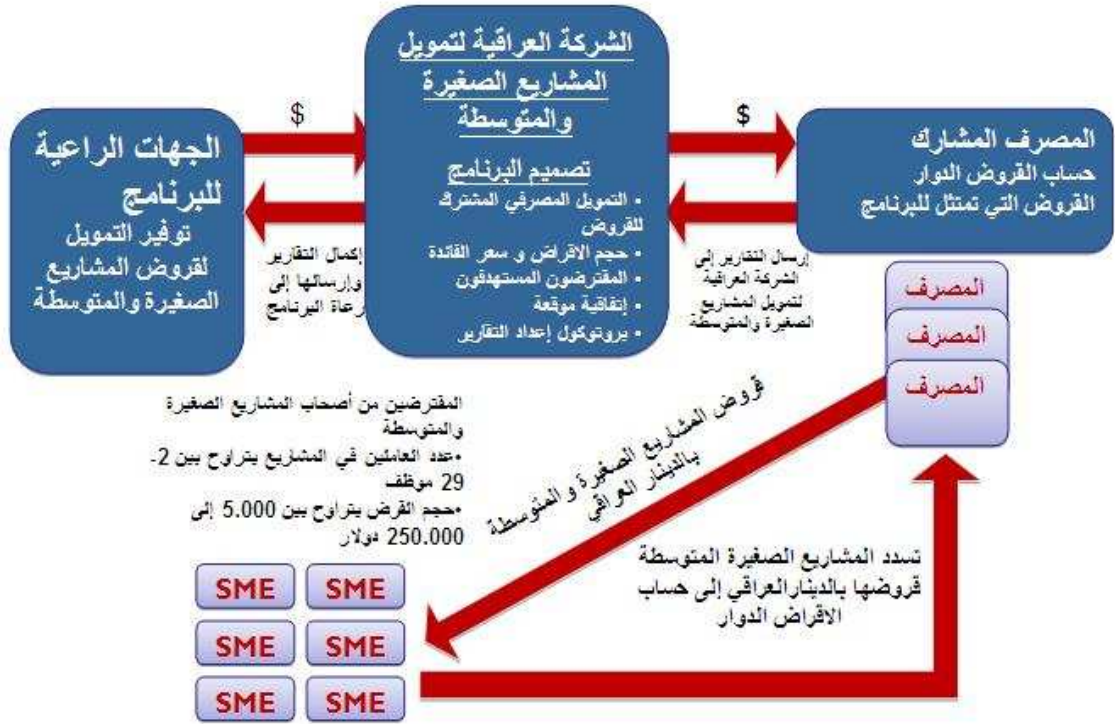 الشركة العراقية لتمويل
المشاريع الصغيرة
والمتوسطة
تصميم البرنامج
• التمويل المصرفي المشترك
للقروض
• حجم الاقراض و سعر الفائدة
• المقترضون المستهدفون
• إتفاقية موقعة
• بروتوكول إعداد التقارير
$
$
المصرف المشارك
حساب القروض الدوار
القروض التي تمتثل للبرنامج
الجهات الراعية
للبرنامج
توفير التمويل
لقروض المشاريع
الصغيرة والمتوسطة
إرسال التقارير إلى
الشركة العراقية
لتمويل المشاريع
الصغيرة والمتوسطة
إكمال التقارير
وإرسالها إلى
رعاة البرنامج
المصرف
المصرف
المصرف
قروض المشاريع الصغيرة و المتوسطة
بالدينار العراقي
المقترضين من أصحاب المشاريع الصغيرة
والمتوسطة
•عدد العاملين في المشاريع يتراوح بين 2-
29 موظف
•حجم القرض يتراوح بين 5.000 إلى
250.000 دولار
تسدد المشاريع الصغيرة المتوسطة
قروضها بالدينارالعراقي إلى حساب
الاقراض الدوار
SME SME
SME SME
SME SME